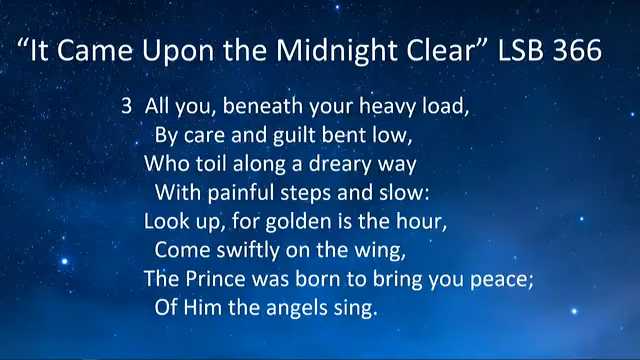 “It Came Upon the Midnight Clear” LSB 366
3 All you, beneath your heavy load,
By care and guilt bent low,
Who toil along a dreary way
With painful steps and slow:
Look up, for golden is the hour,
Come swiftly on the wing,
The Prince was born to bring you peace;
Of Him the angels sing.